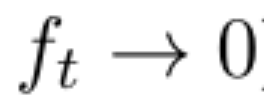 f_t → 0